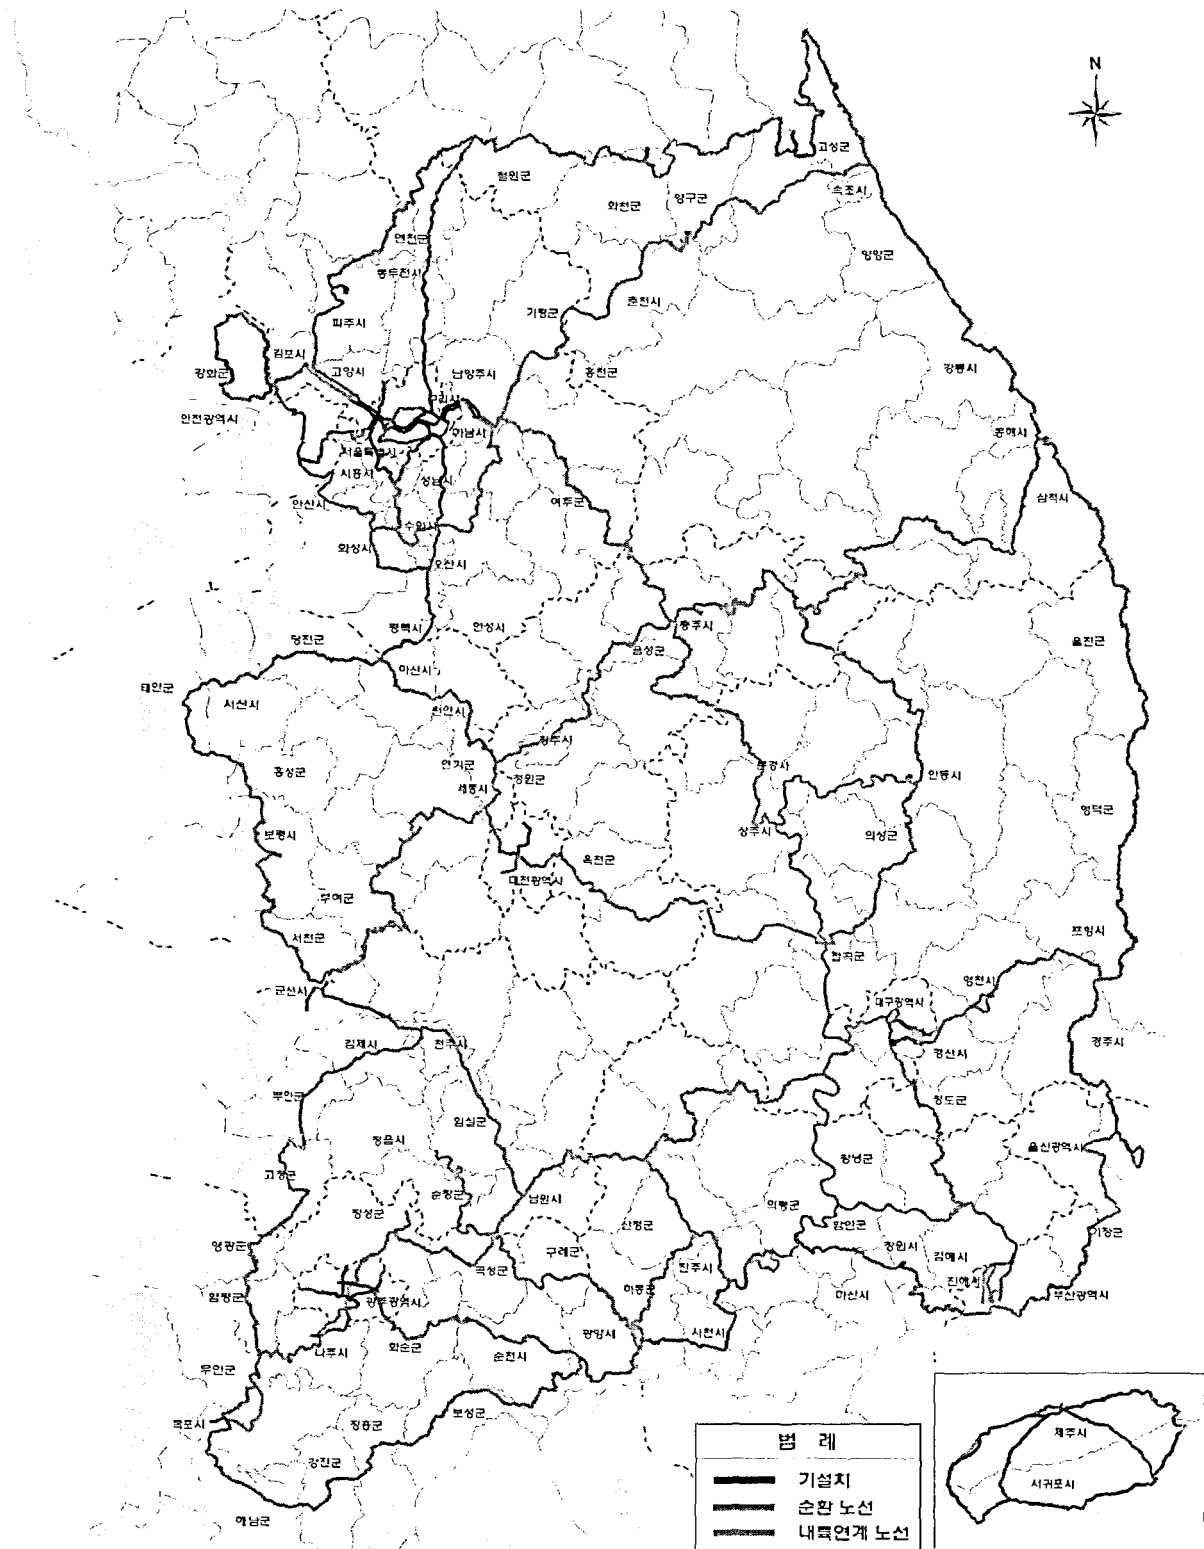 N
고성군
철원군
속초시
화천군
양구군
연천군
양양군
동두천시
춘천시
가평군
파주시
김포시
강화군
고양시
남양주시
홍천군
강릉시
구리시
인천광역시
하남시
동해시
서울특별시
시흥시
성남시
삼척시
안산시
여주군
수원시
화성시
오산시
평택시
안성시
충주시
당진군
음성군
울진군
아산시
태안군
서산시
천안시
청주시
홍성군
연기군
청원군
문경시
안동시
세종시
영덕군
보령시
상주시
의성군
옥천군
대전광역시
부여군
서천군
포항시
칠곡군
영천시
군산시
대구광역시
김제시
전주시
경산시
경주시
부안군
청도군
임실군
정읍시
울산광역시
창녕군
고창군
순창군
남원시
장성군
의령군
산청군
함안군
기장군
영광군
창원시
김해시
구례군
곡성군
진주시
진해시
함평군
하동군
마산시
부산광역시
광주광역시
광양시
사천시
나주시
화순군
순천시
무안군
목포시
장흥군
보성군
강진군
해남군
제주시
서귀포시
범 례
기설치
순환 노선
내륙연계 노선